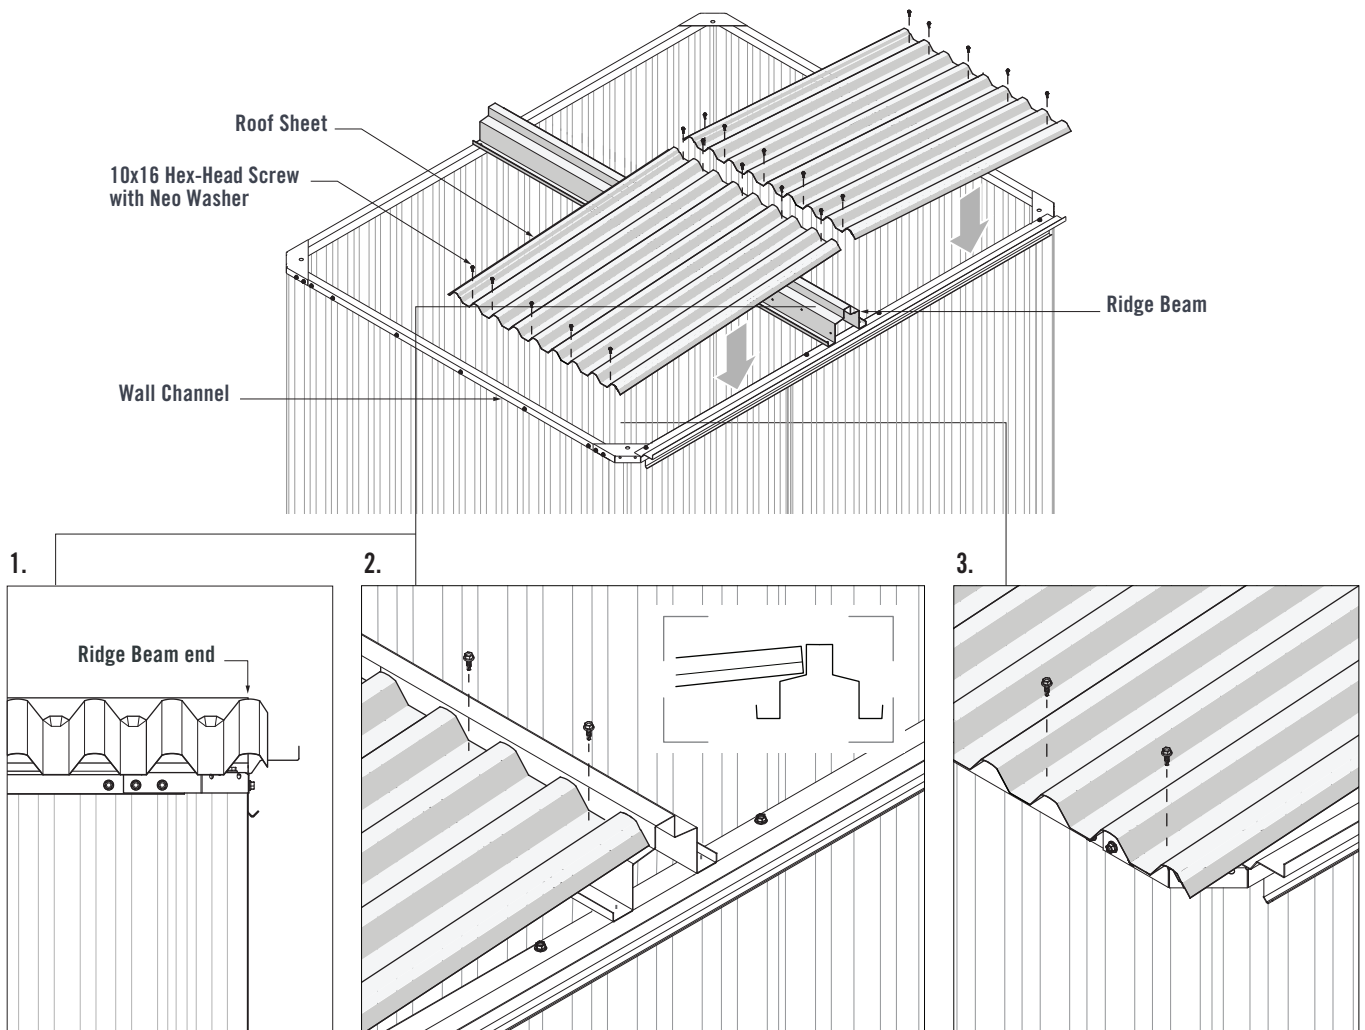 Roof Sheet
10x16 Hex-Head Screw
with Neo Washer
Ridge Beam
Wall Channel
1.
2.
3.
Ridge Beam end